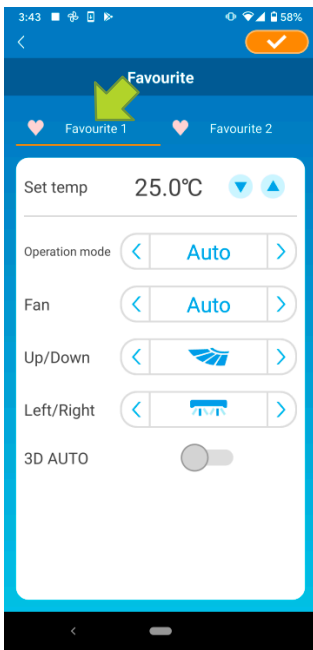 3:43 58%
Favourite
Favourite 1 Favourite 2
Set temp 25.0℃
Operation mode Auto
Fan Auto
Up/Down
Left/Right
3D AUTO